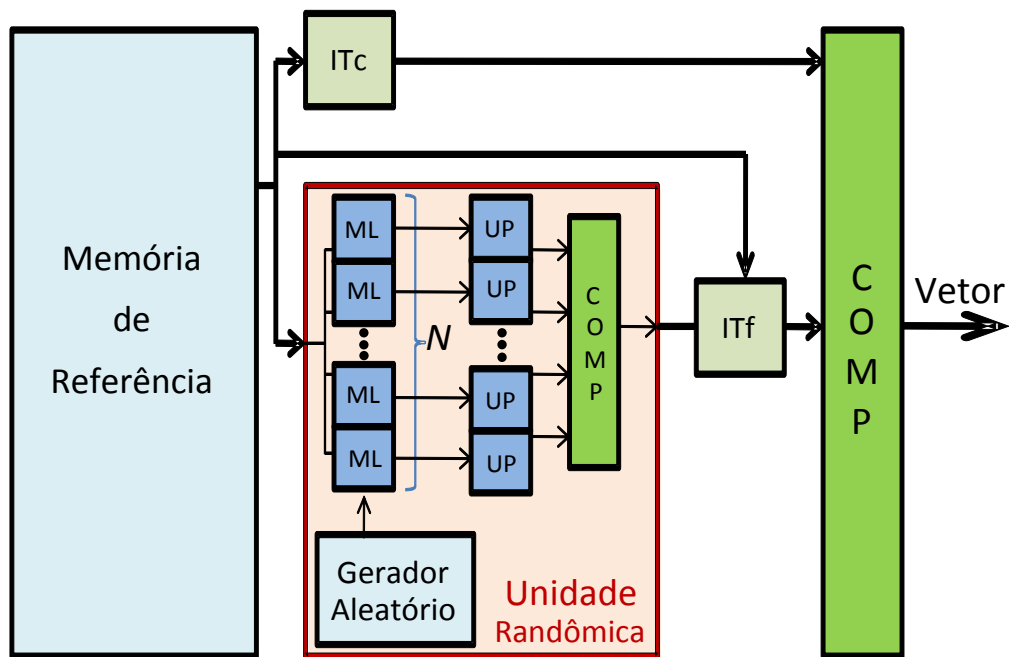 Memória
de
Referência
ITc
ML
ML
ML
ML
N
UP
UP
UP
UP
C
O
M
P
Gerador
Aleatório
Unidade
Randômica
ITf
C
O
M
P
Vetor